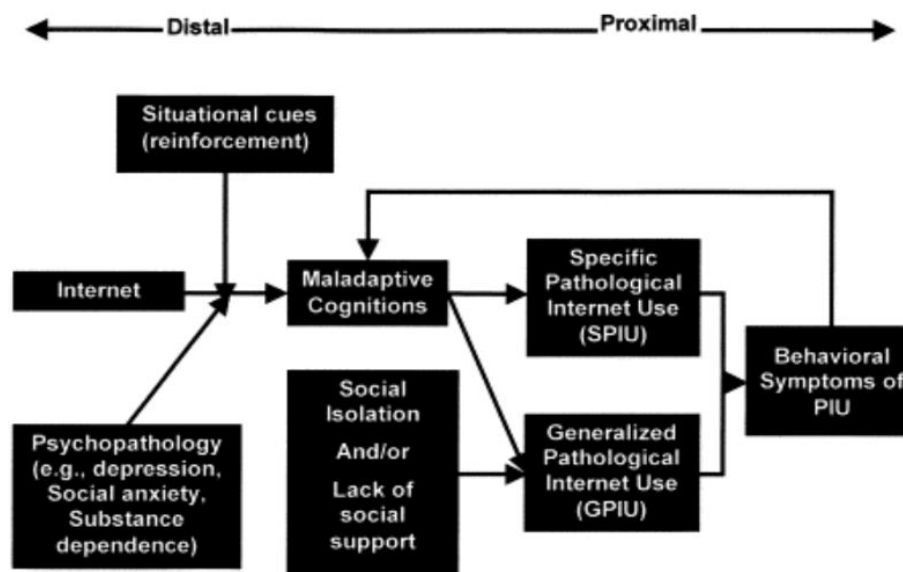 Distal
Proximal
Situational cues
(reinforcement)
Internet
Maladaptive
Cognitions
Specific
Pathological
Internet Use
(SPIU)
Behavioral
Symptoms of
PIU
Psychopathology
(e.g., depression,
Social anxiety,
Substance
dependence)
Social
Isolation
And/or
Lack of
social
support
Generalized
Pathological
Internet Use
(GPIU)